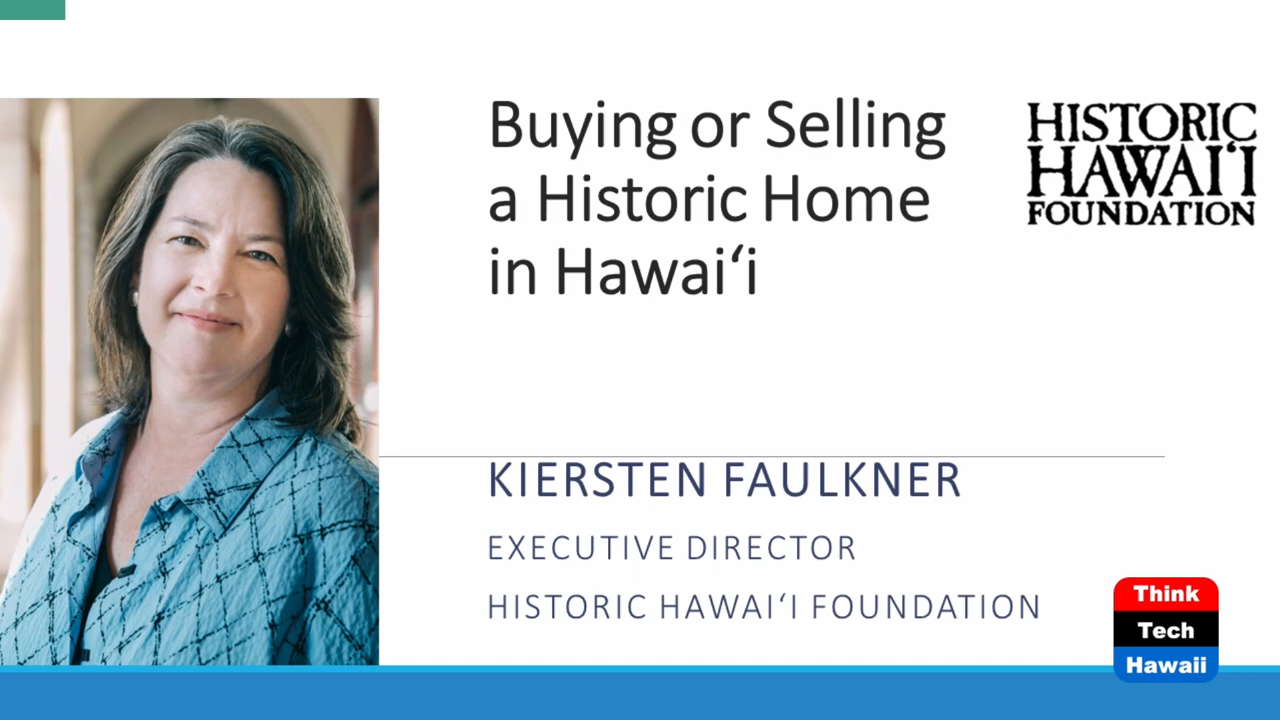 Buying or Selling
a Historic Home
in Hawaiʻi
HISTORIC
HAWAIʻI
FOUNDATION
KIERSTEN FAULKNER
EXECUTIVE DIRECTOR
HISTORIC HAWAIʻI FOUNDATION
Think
Tech
Hawaii